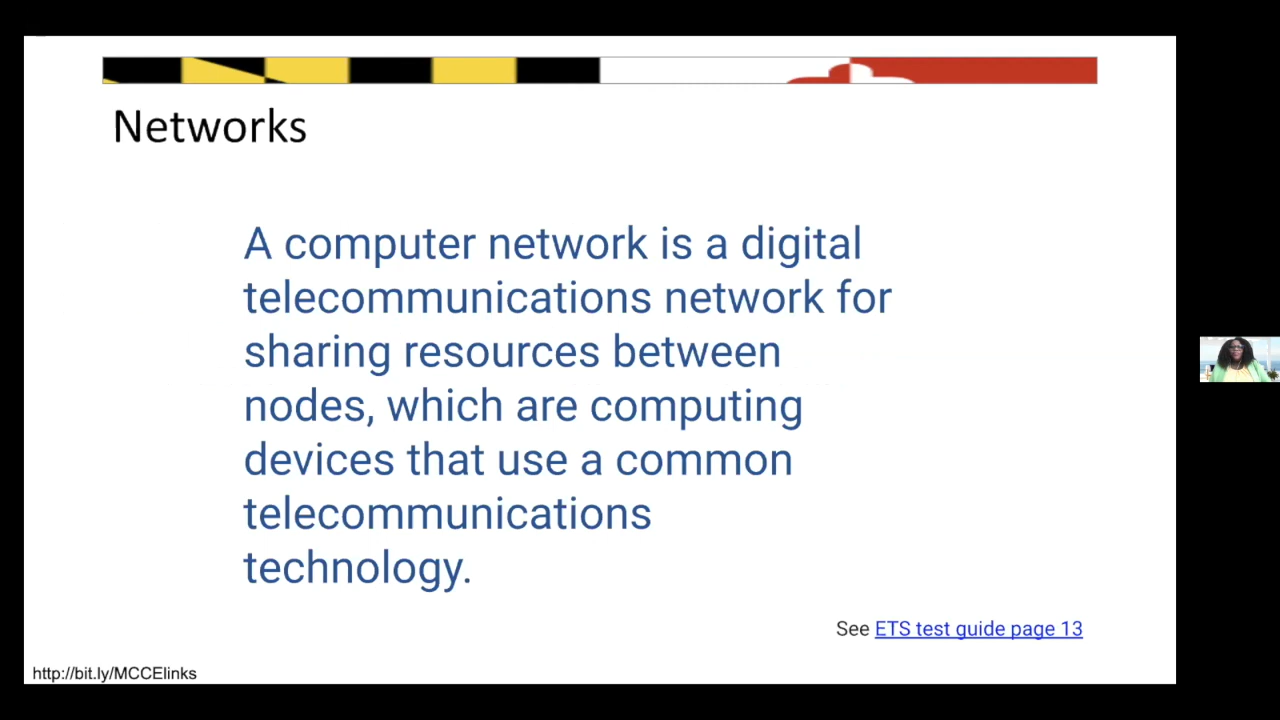 Networks
A computer network is a digital
telecommunications network for
sharing resources between
nodes, which are computing
devices that use a common
telecommunications
technology.
See ETS test guide page 13
http://bit.ly/MCCElinks